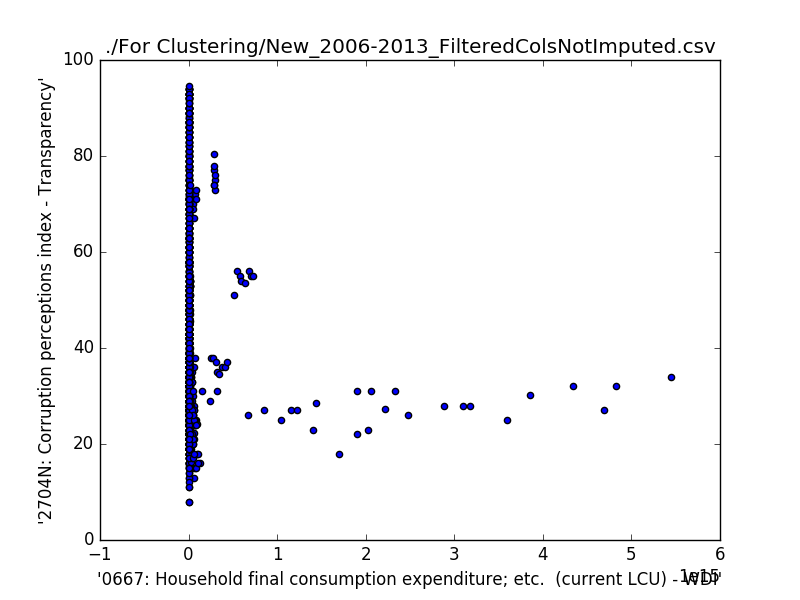 ./For Clustering/New_2006-2013_FilteredColsNotImputed.csv
100
80
60
40
20
0
'2704N: Corruption perceptions index - Transparency'
−1 0 1 2 3 4 5 6
1e15
'0667: Household final consumption expenditure; etc. (current LCU) - WDI'